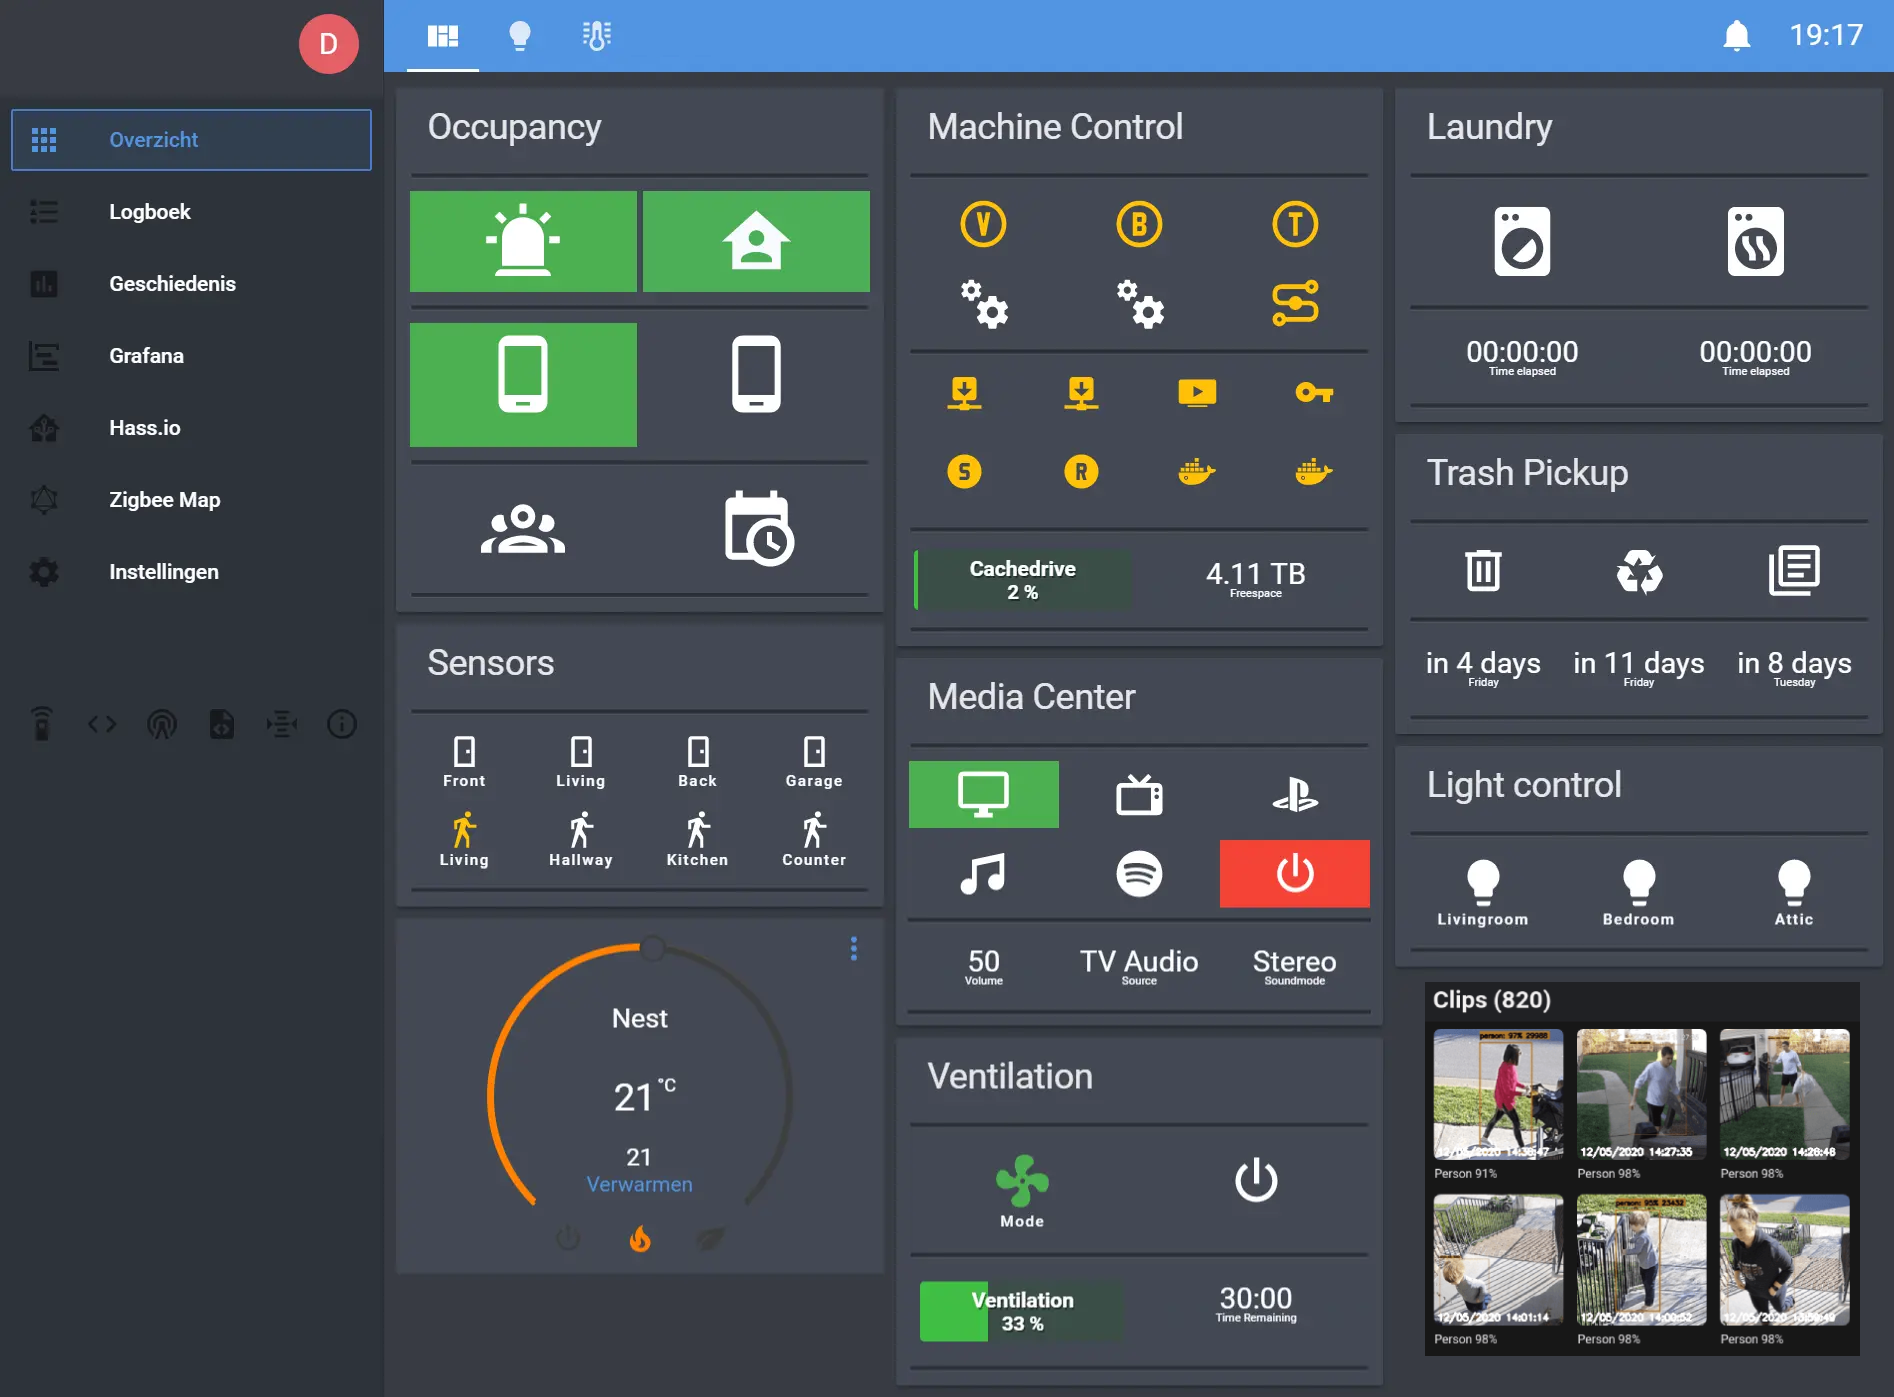 D
19:17
Overzicht
Logboek
Geschiedenis
Grafana
Hass.io
Zigbee Map
Instellingen
Occupancy
Sensors
Front Living Back Garage
Living Hallway Kitchen Counter
Nest
21 °C
21
Verwarmen
Machine Control
V B T
S R
Cachedrive
2 %
4.11 TB
Freespace
Media Center
50 TV Audio Stereo
Volume Source Soundmode
Ventilation
Mode
Ventilation
33 %
30:00
Time Remaining
Laundry
00:00:00 00:00:00
Time elapsed Time elapsed
Trash Pickup
in 4 days in 11 days in 8 days
Friday Friday Tuesday
Light control
Livingroom Bedroom Attic
Clips (820)
person: 97% 29988
12/05/2020 14:27:35
12/05/2020 14:26:46
Person 91% Person 98% Person 98%
12/05/2020 14:01:14
Person 98% Person 98% Person 98%